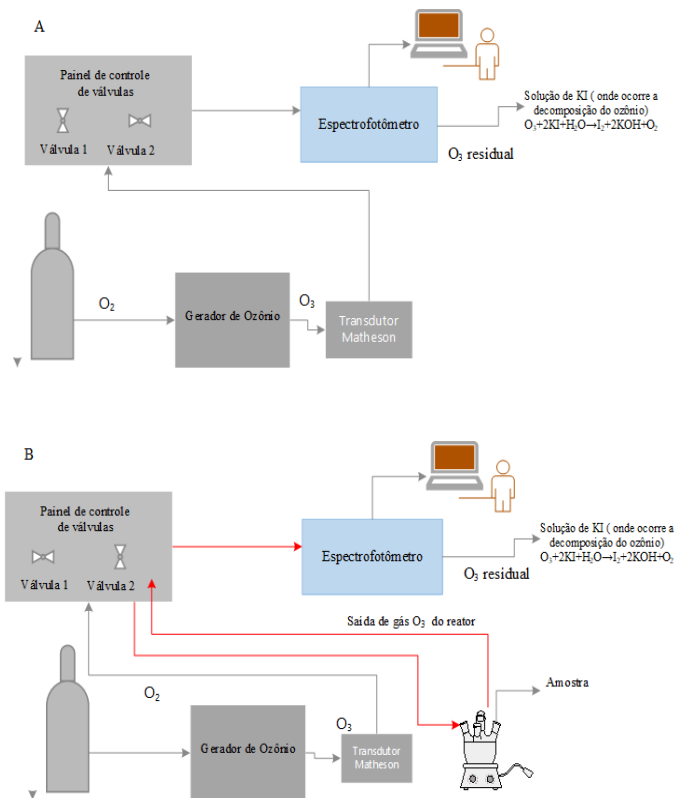 A
Painel de controle
de válvulas
Válvula 1
Válvula 2
Espectrofotômetro
Solução de KI ( onde ocorre a
decomposição do ozônio)
O₃+2KI+H₂O→I₂+2KOH+O₂
O₃ residual
O₂
Gerador de Ozônio
O₃
Transdutor
Matheson
B
Painel de controle
de válvulas
Válvula 1
Válvula 2
Espectrofotômetro
Solução de KI ( onde ocorre a
decomposição do ozônio)
O₃+2KI+H₂O→I₂+2KOH+O₂
O₃ residual
Saída de gás O₃ do reator
Amostra
O₂
Gerador de Ozônio
O₃
Transdutor
Matheson